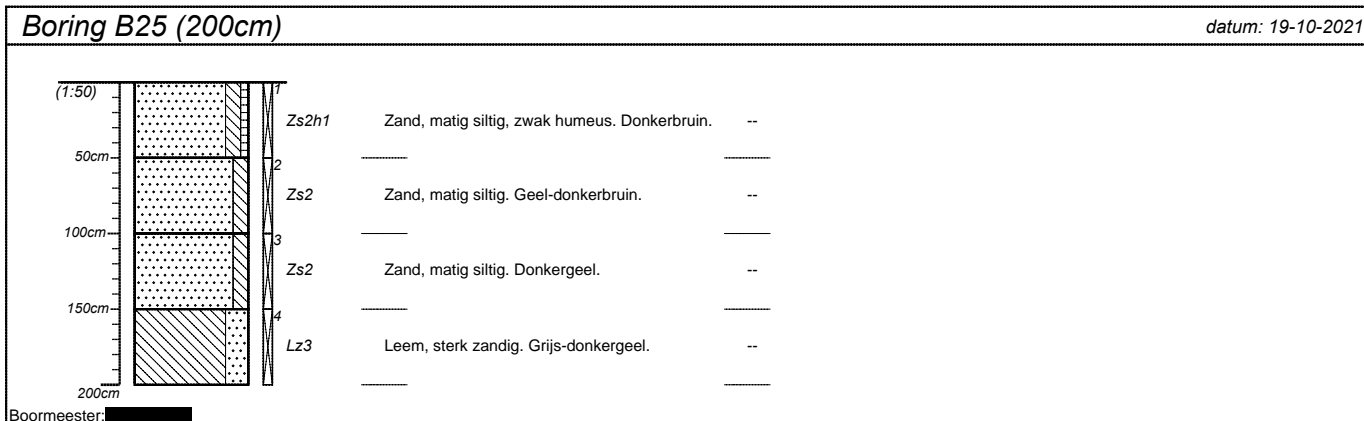 Boring B25 (200cm) datum: 19-10-2021
(1:50)
1
Zs2h1 Zand, matig siltig, zwak humeus. Donkerbruin. --
50cm
2
Zs2 Zand, matig siltig. Geel-donkerbruin. --
100cm
3
Zs2 Zand, matig siltig. Donkergeel. --
150cm
4
Lz3 Leem, sterk zandig. Grijs-donkergeel. --
200cm
Boormeester: